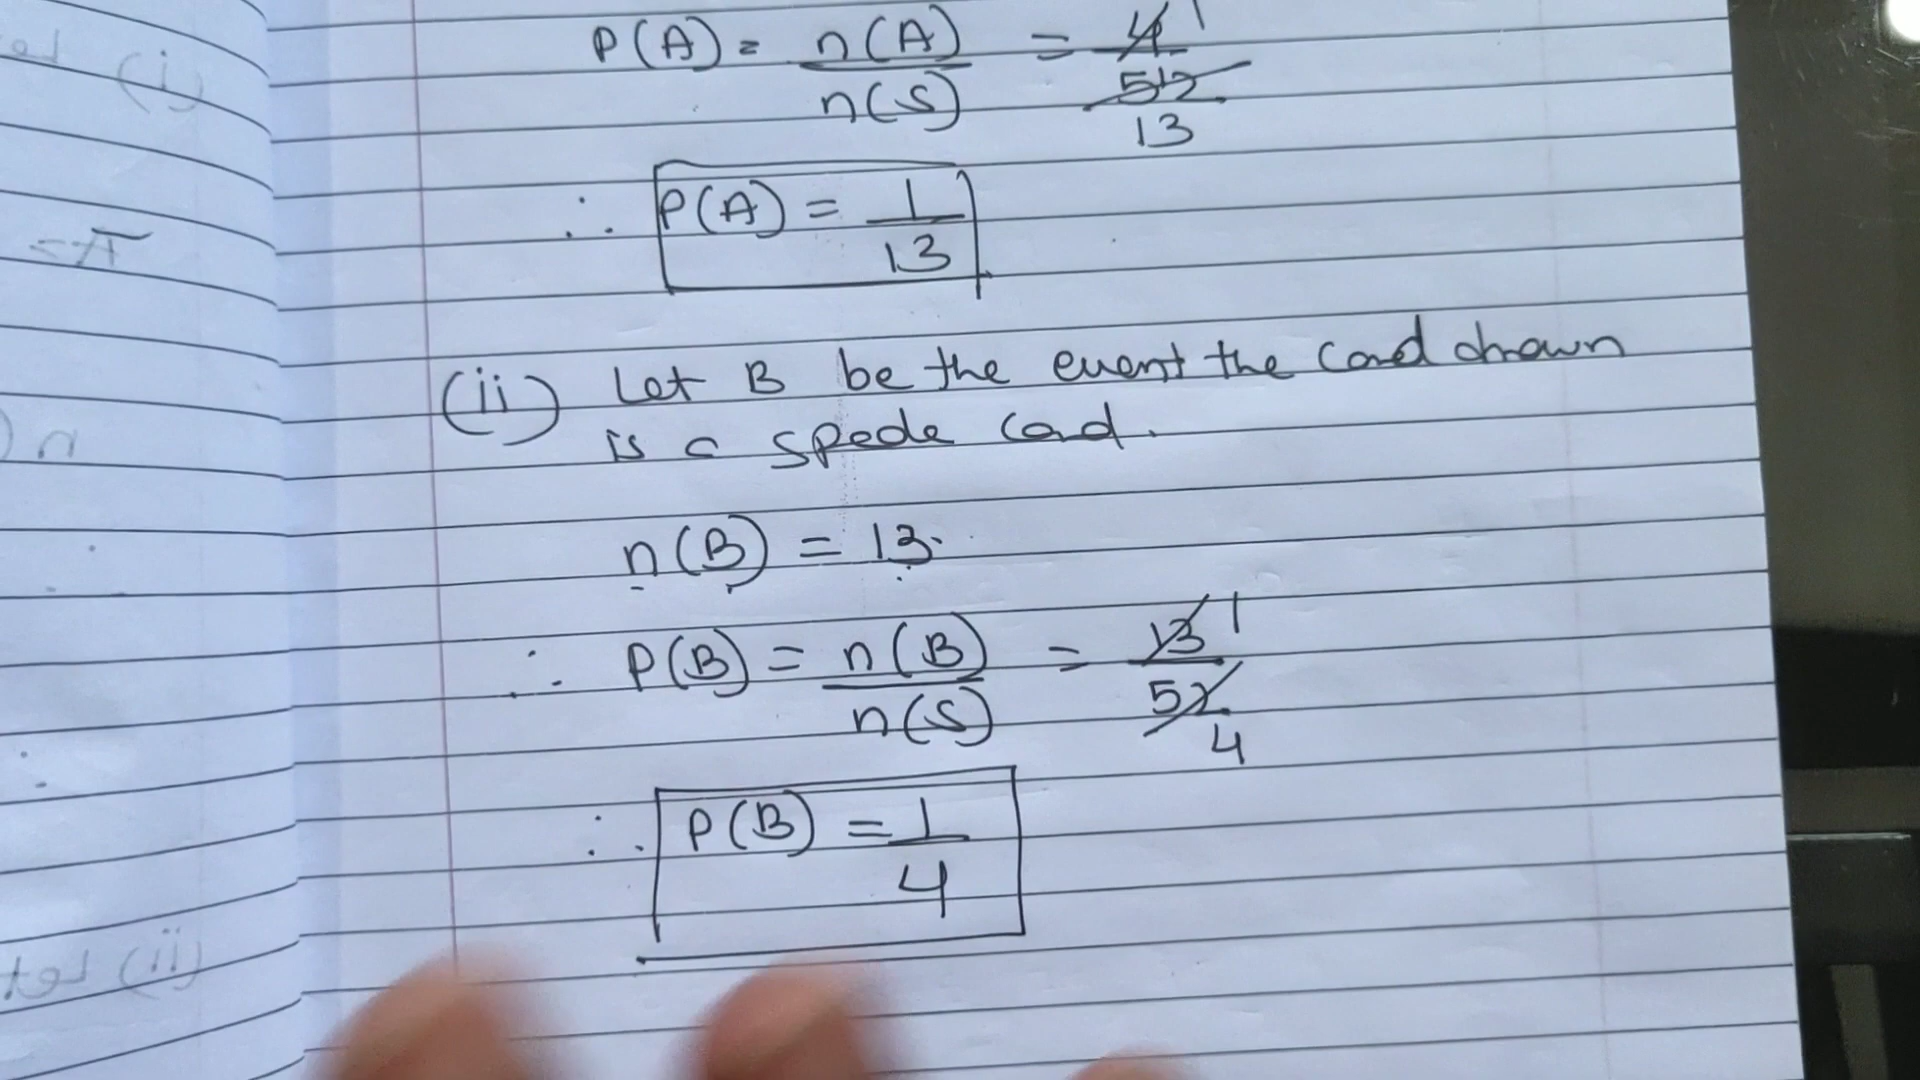 P(A) = n(A)/n(S) = 4 1/52 13
∴ P(A) = 1/13
(ii) Let B be the event the card drawn
is a spade card.
n(B) = 13.
∴ P(B) = n(B)/n(S) = 13 1/52 4
∴ P(B) = 1/4